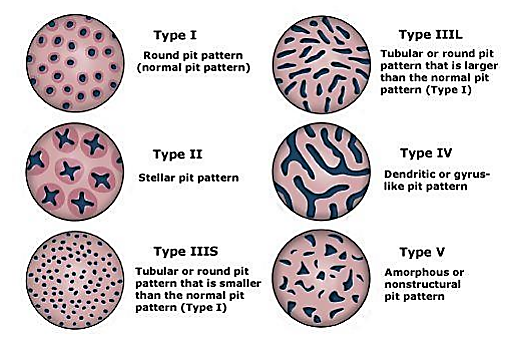 Type I
Round pit pattern
(normal pit pattern)
Type II
Stellar pit pattern
Type IIIS
Tubular or round pit
pattern that is smaller
than the normal pit
pattern (Type I)
Type IIIL
Tubular or round pit
pattern that is larger
than the normal pit
pattern (Type I)
Type IV
Dendritic or gyrus-
like pit pattern
Type V
Amorphous or
nonstructural
pit pattern